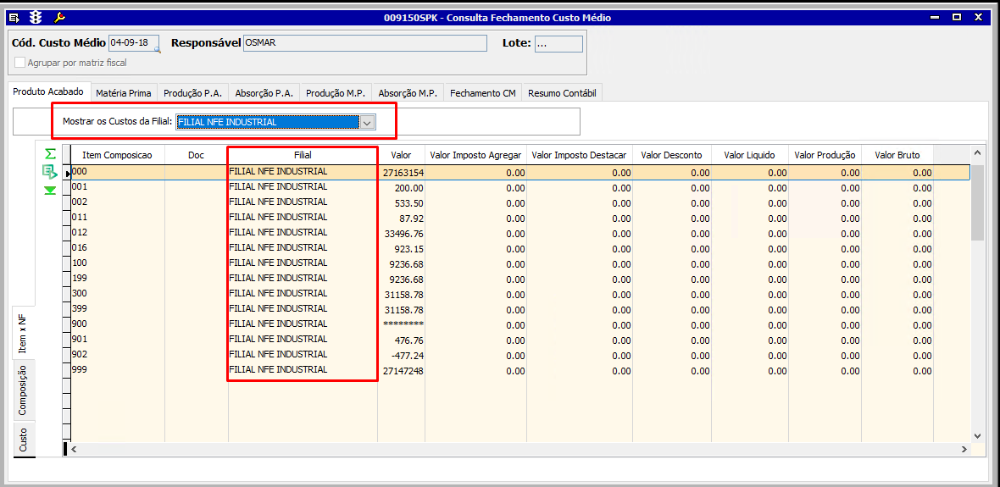 009150SPK - Consulta Fechamento Custo Médio
Cód. Custo Médio 04-09-18 Responsável OSMAR Lote: ...
Agrupar por matriz fiscal
Produto Acabado Matéria Prima Produção P.A. Absorção P.A. Produção M.P. Absorção M.P. Fechamento CM Resumo Contábil
Mostrar os Custos da Filial: FILIAL NFE INDUSTRIAL
Item Composicao Doc Filial Valor Valor Imposto Agregar Valor Imposto Destacar Valor Desconto Valor Liquido Valor Produção Valor Bruto
000 FILIAL NFE INDUSTRIAL 27163154 0.00 0.00 0.00 0.00 0.00 0.00
001 FILIAL NFE INDUSTRIAL 200.00 0.00 0.00 0.00 0.00 0.00 0.00
002 FILIAL NFE INDUSTRIAL 533.50 0.00 0.00 0.00 0.00 0.00 0.00
011 FILIAL NFE INDUSTRIAL 87.92 0.00 0.00 0.00 0.00 0.00 0.00
012 FILIAL NFE INDUSTRIAL 33496.76 0.00 0.00 0.00 0.00 0.00 0.00
016 FILIAL NFE INDUSTRIAL 923.15 0.00 0.00 0.00 0.00 0.00 0.00
100 FILIAL NFE INDUSTRIAL 9236.68 0.00 0.00 0.00 0.00 0.00 0.00
199 FILIAL NFE INDUSTRIAL 9236.68 0.00 0.00 0.00 0.00 0.00 0.00
300 FILIAL NFE INDUSTRIAL 31158.78 0.00 0.00 0.00 0.00 0.00 0.00
399 FILIAL NFE INDUSTRIAL 31158.78 0.00 0.00 0.00 0.00 0.00 0.00
900 FILIAL NFE INDUSTRIAL ******** 0.00 0.00 0.00 0.00 0.00 0.00
901 FILIAL NFE INDUSTRIAL 476.76 0.00 0.00 0.00 0.00 0.00 0.00
902 FILIAL NFE INDUSTRIAL -477.24 0.00 0.00 0.00 0.00 0.00 0.00
999 FILIAL NFE INDUSTRIAL 27147248 0.00 0.00 0.00 0.00 0.00 0.00
Item x NF
Composição
Custo